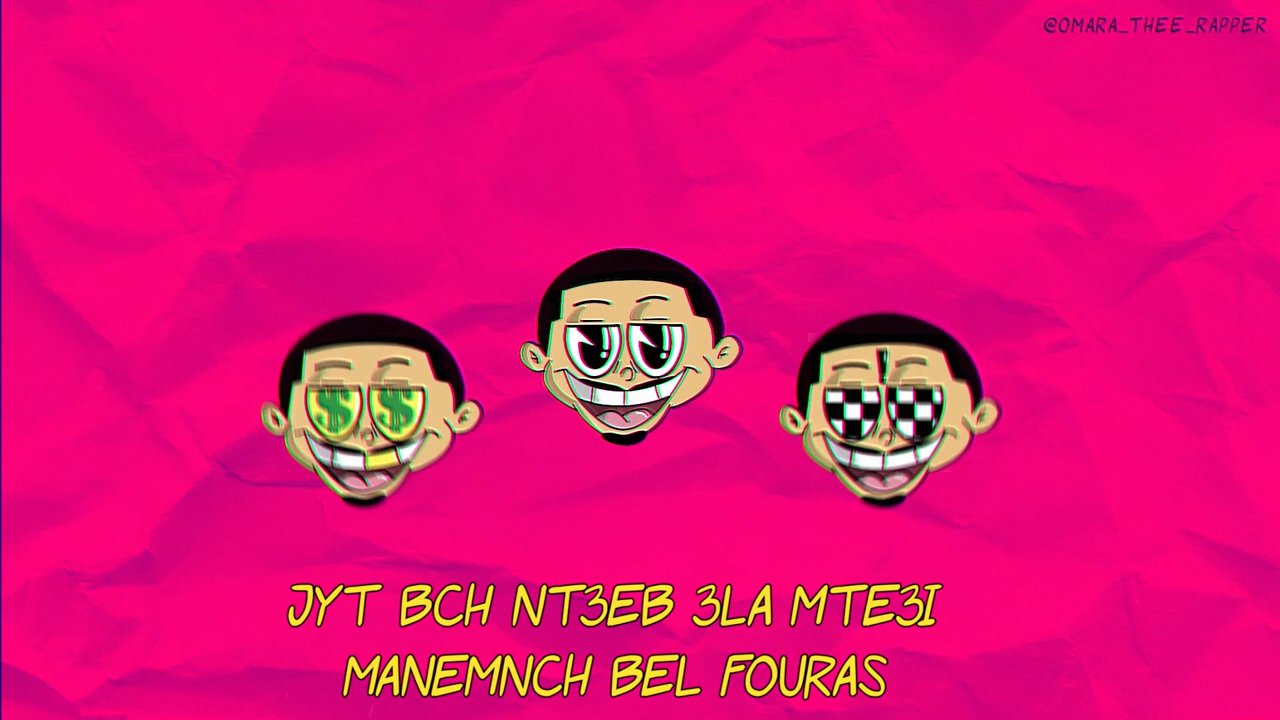 @OMARA_THEE_RAPPER
JYT BCH NT3EB 3LA MTE3I
MANEMNCH BEL FOURAS